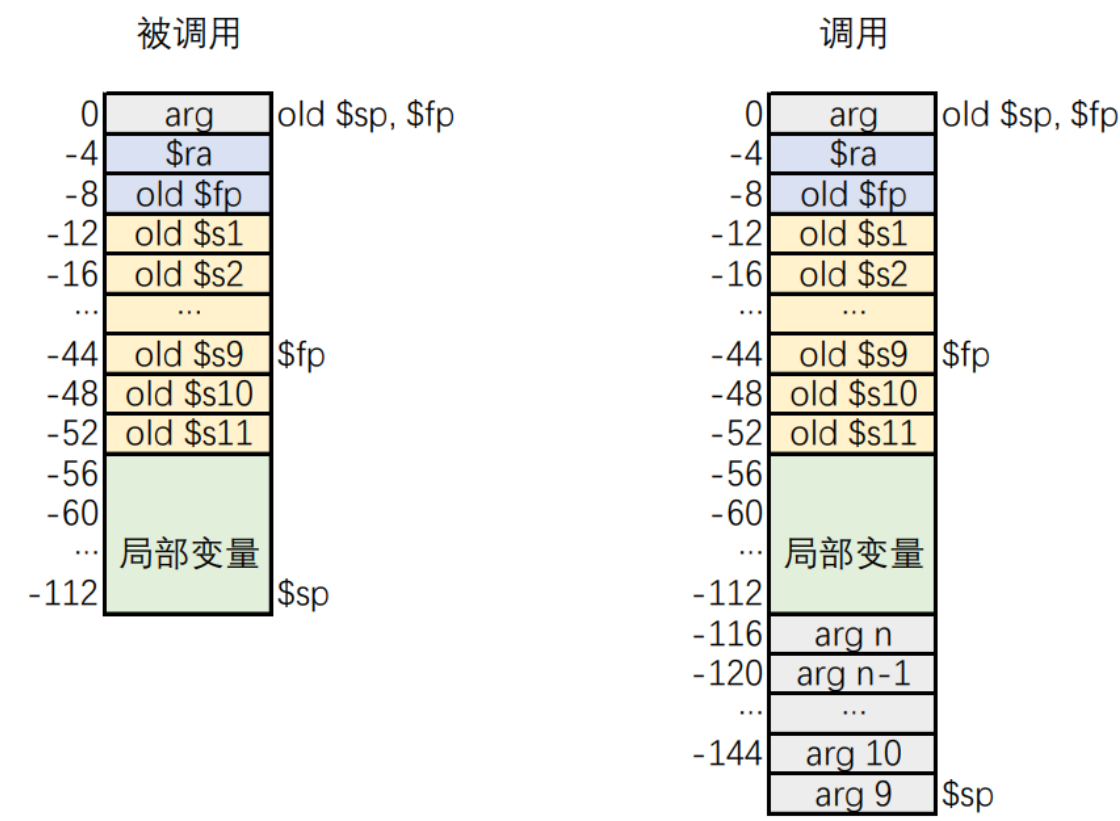 被调用
0 arg old $sp, $fp
-4 $ra
-8 old $fp
-12 old $s1
-16 old $s2
... ...
-44 old $s9 $fp
-48 old $s10
-52 old $s11
-56
-60
... 局部变量
-112 $sp
调用
0 arg old $sp, $fp
-4 $ra
-8 old $fp
-12 old $s1
-16 old $s2
... ...
-44 old $s9 $fp
-48 old $s10
-52 old $s11
-56
-60
... 局部变量
-112
-116 arg n
-120 arg n-1
... ...
-144 arg 10
arg 9 $sp